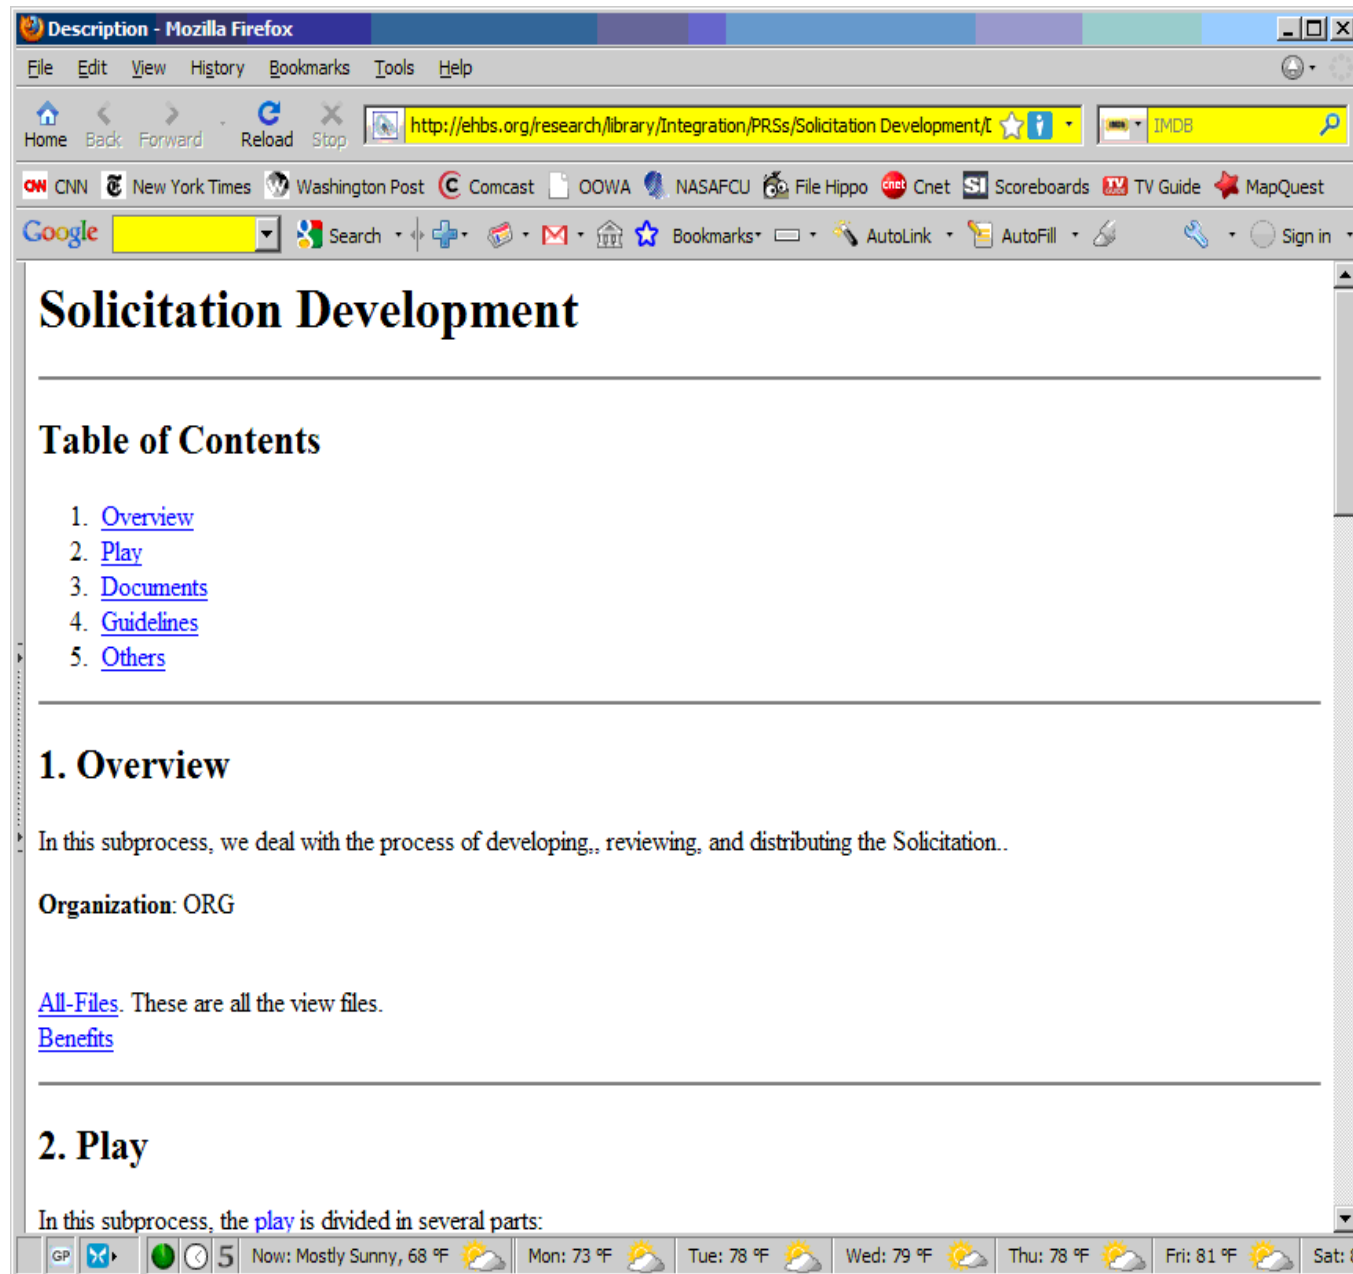 Description - Mozilla Firefox
File Edit View History Bookmarks Tools Help
Home Back Forward Reload Stop http://ehbs.org/research/library/Integration/PRSs/Solicitation Development/ IMDB
CNN New York Times Washington Post Comcast OOWA NASAFCU File Hippo cnet Cnet SI Scoreboards TV Guide MapQuest
Google Search Bookmarks AutoLink AutoFill Sign in
Solicitation Development
Table of Contents
1. Overview
2. Play
3. Documents
4. Guidelines
5. Others
1. Overview
In this subprocess, we deal with the process of developing,, reviewing, and distributing the Solicitation..
Organization: ORG
All-Files. These are all the view files.
Benefits
2. Play
In this subprocess, the play is divided in several parts:
GP 5 Now: Mostly Sunny, 68 °F Mon: 73 °F Tue: 78 °F Wed: 79 °F Thu: 78 °F Fri: 81 °F Sat: